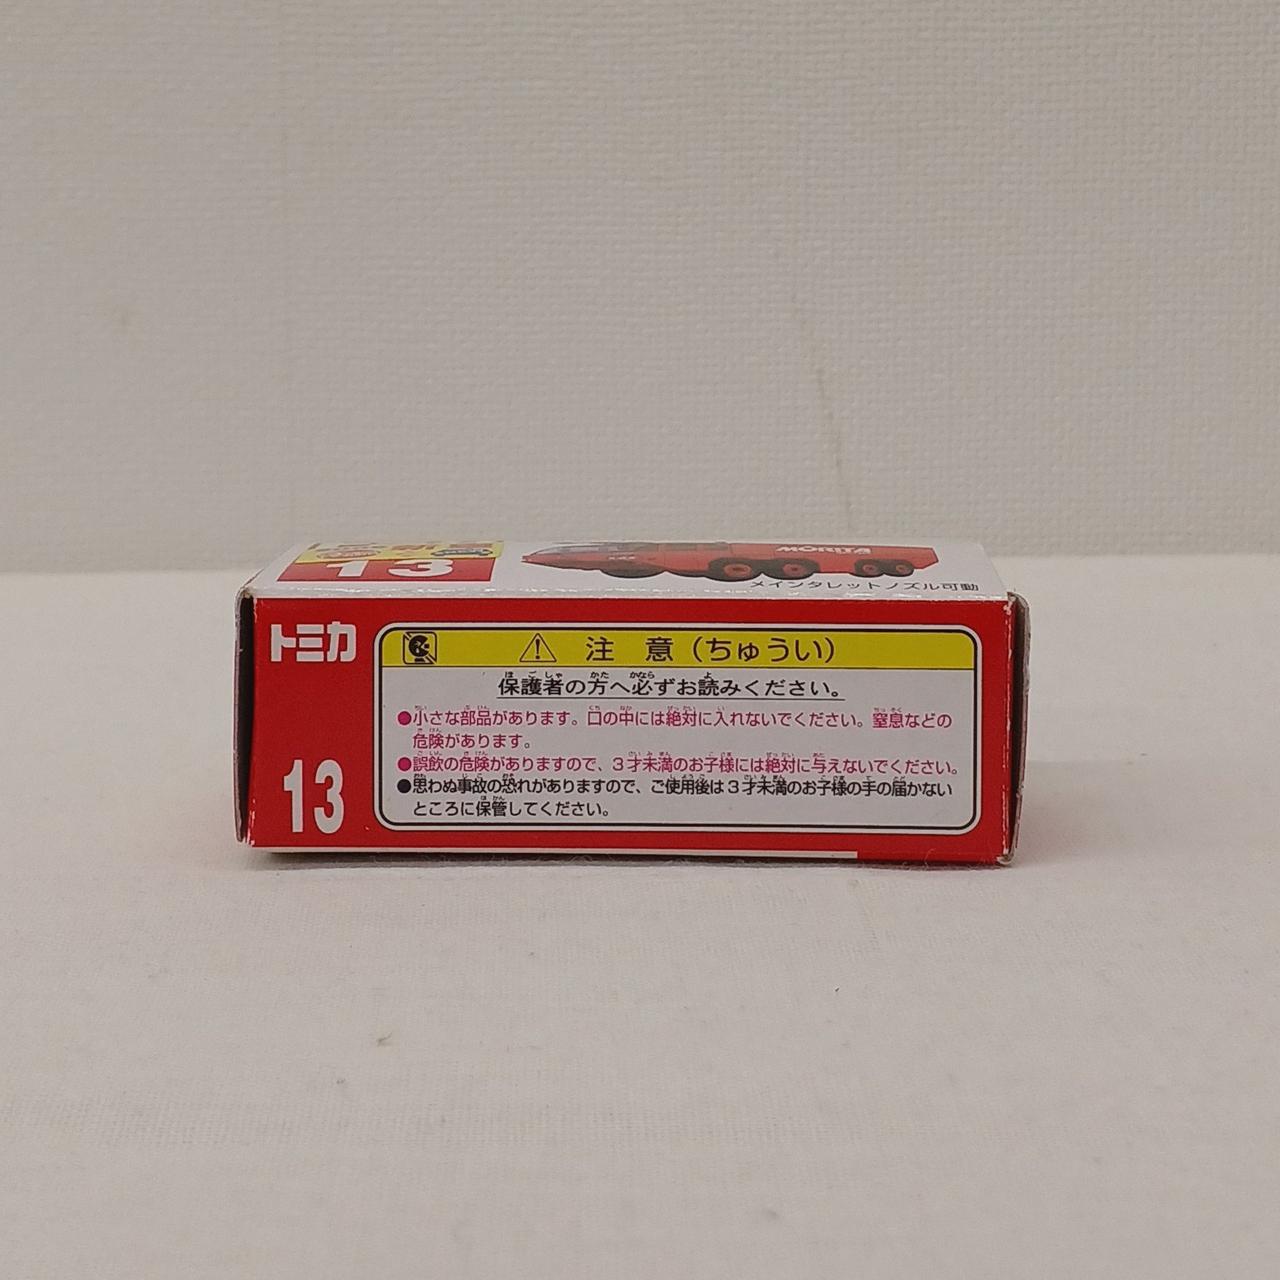 13
MORITA
メインタレットノズル可動
トミカ
注 意（ちゅうい）
保護者の方へ必ずお読みください。
●小さな部品があります。口の中には絶対に入れないでください。窒息などの
危険があります。
●誤飲の危険がありますので、3才未満のお子様には絶対に与えないでください。
●思わぬ事故の恐れがありますので、ご使用後は3才未満のお子様の手の届かない
ところに保管してください。
13